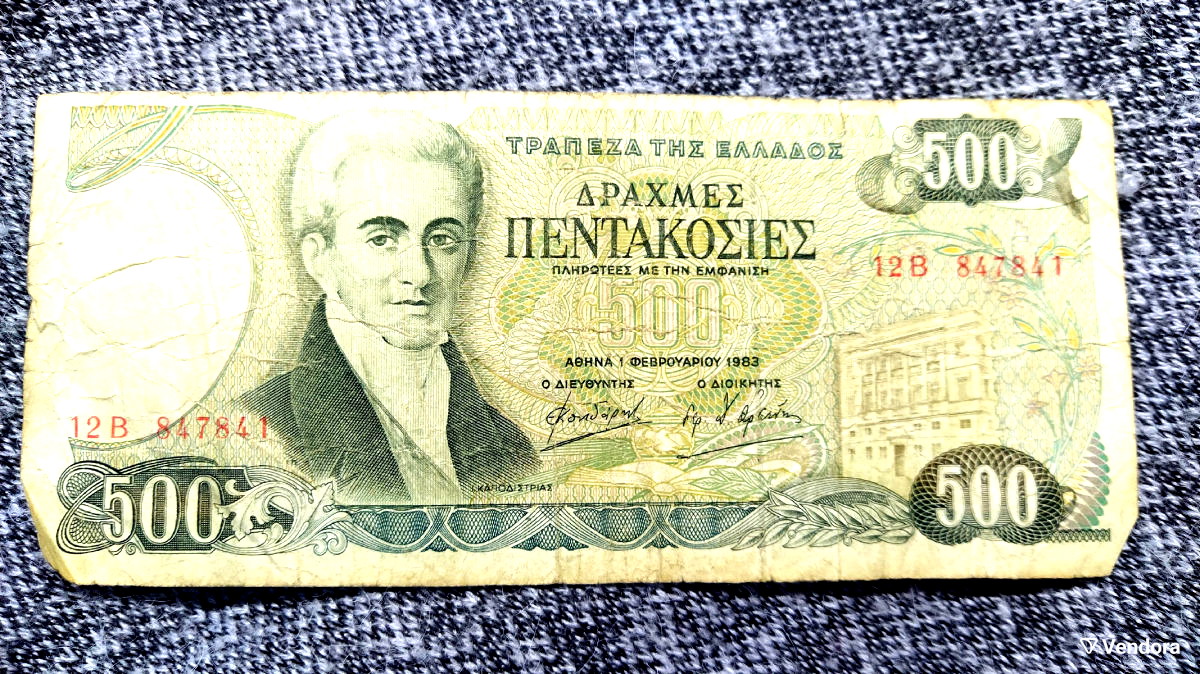 ΤΡΑΠΕΖΑ ΤΗΣ ΕΛΛΑΔΟΣ
500
ΔΡΑΧΜΕΣ
ΠΕΝΤΑΚΟΣΙΕΣ
ΠΛΗΡΩΤΕΕΣ ΜΕ ΤΗΝ ΕΜΦΑΝΙΣΗ
12Β 847841
500
ΑΘΗΝΑ 1 ΦΕΒΡΟΥΑΡΙΟΥ 1983
Ο ΔΙΕΥΘΥΝΤΗΣ Ο ΔΙΟΙΚΗΤΗΣ
12Β 847841
Ι. ΚΑΠΟΔΙΣΤΡΙΑΣ
500
500
Vendora